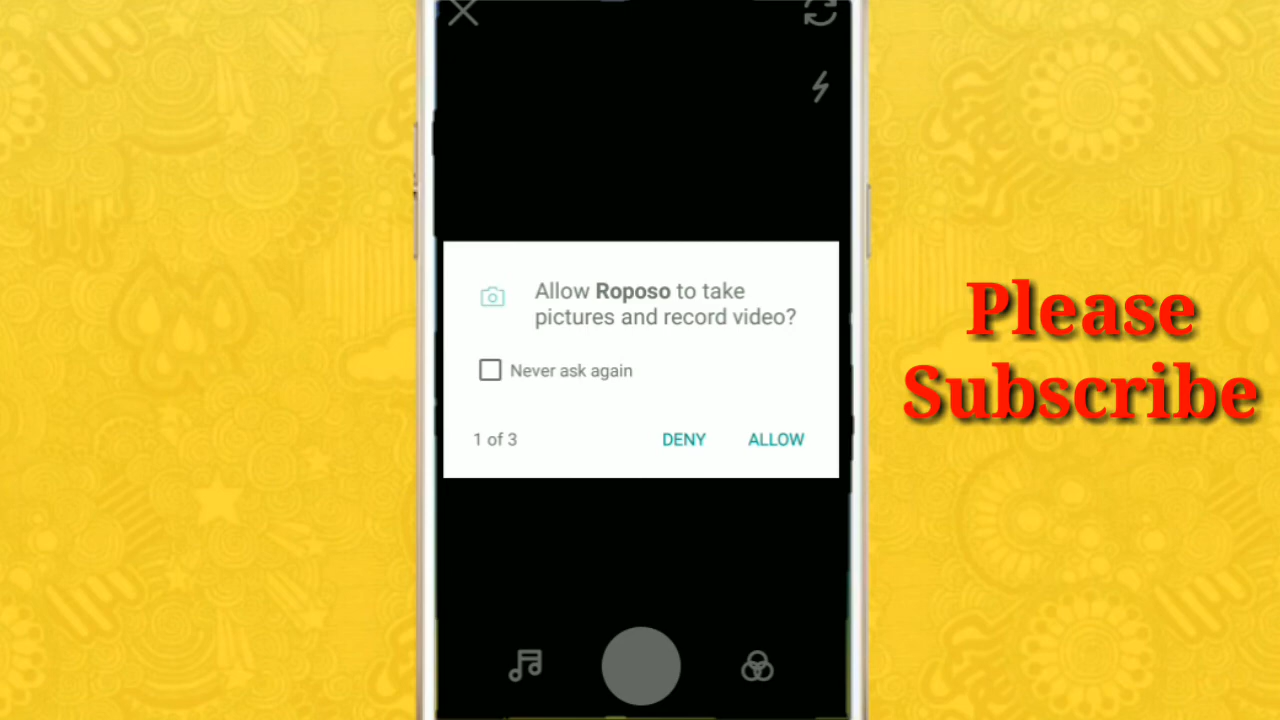 Allow Roposo to take
pictures and record video?
Never ask again
1 of 3
DENY
ALLOW
Please
Subscribe